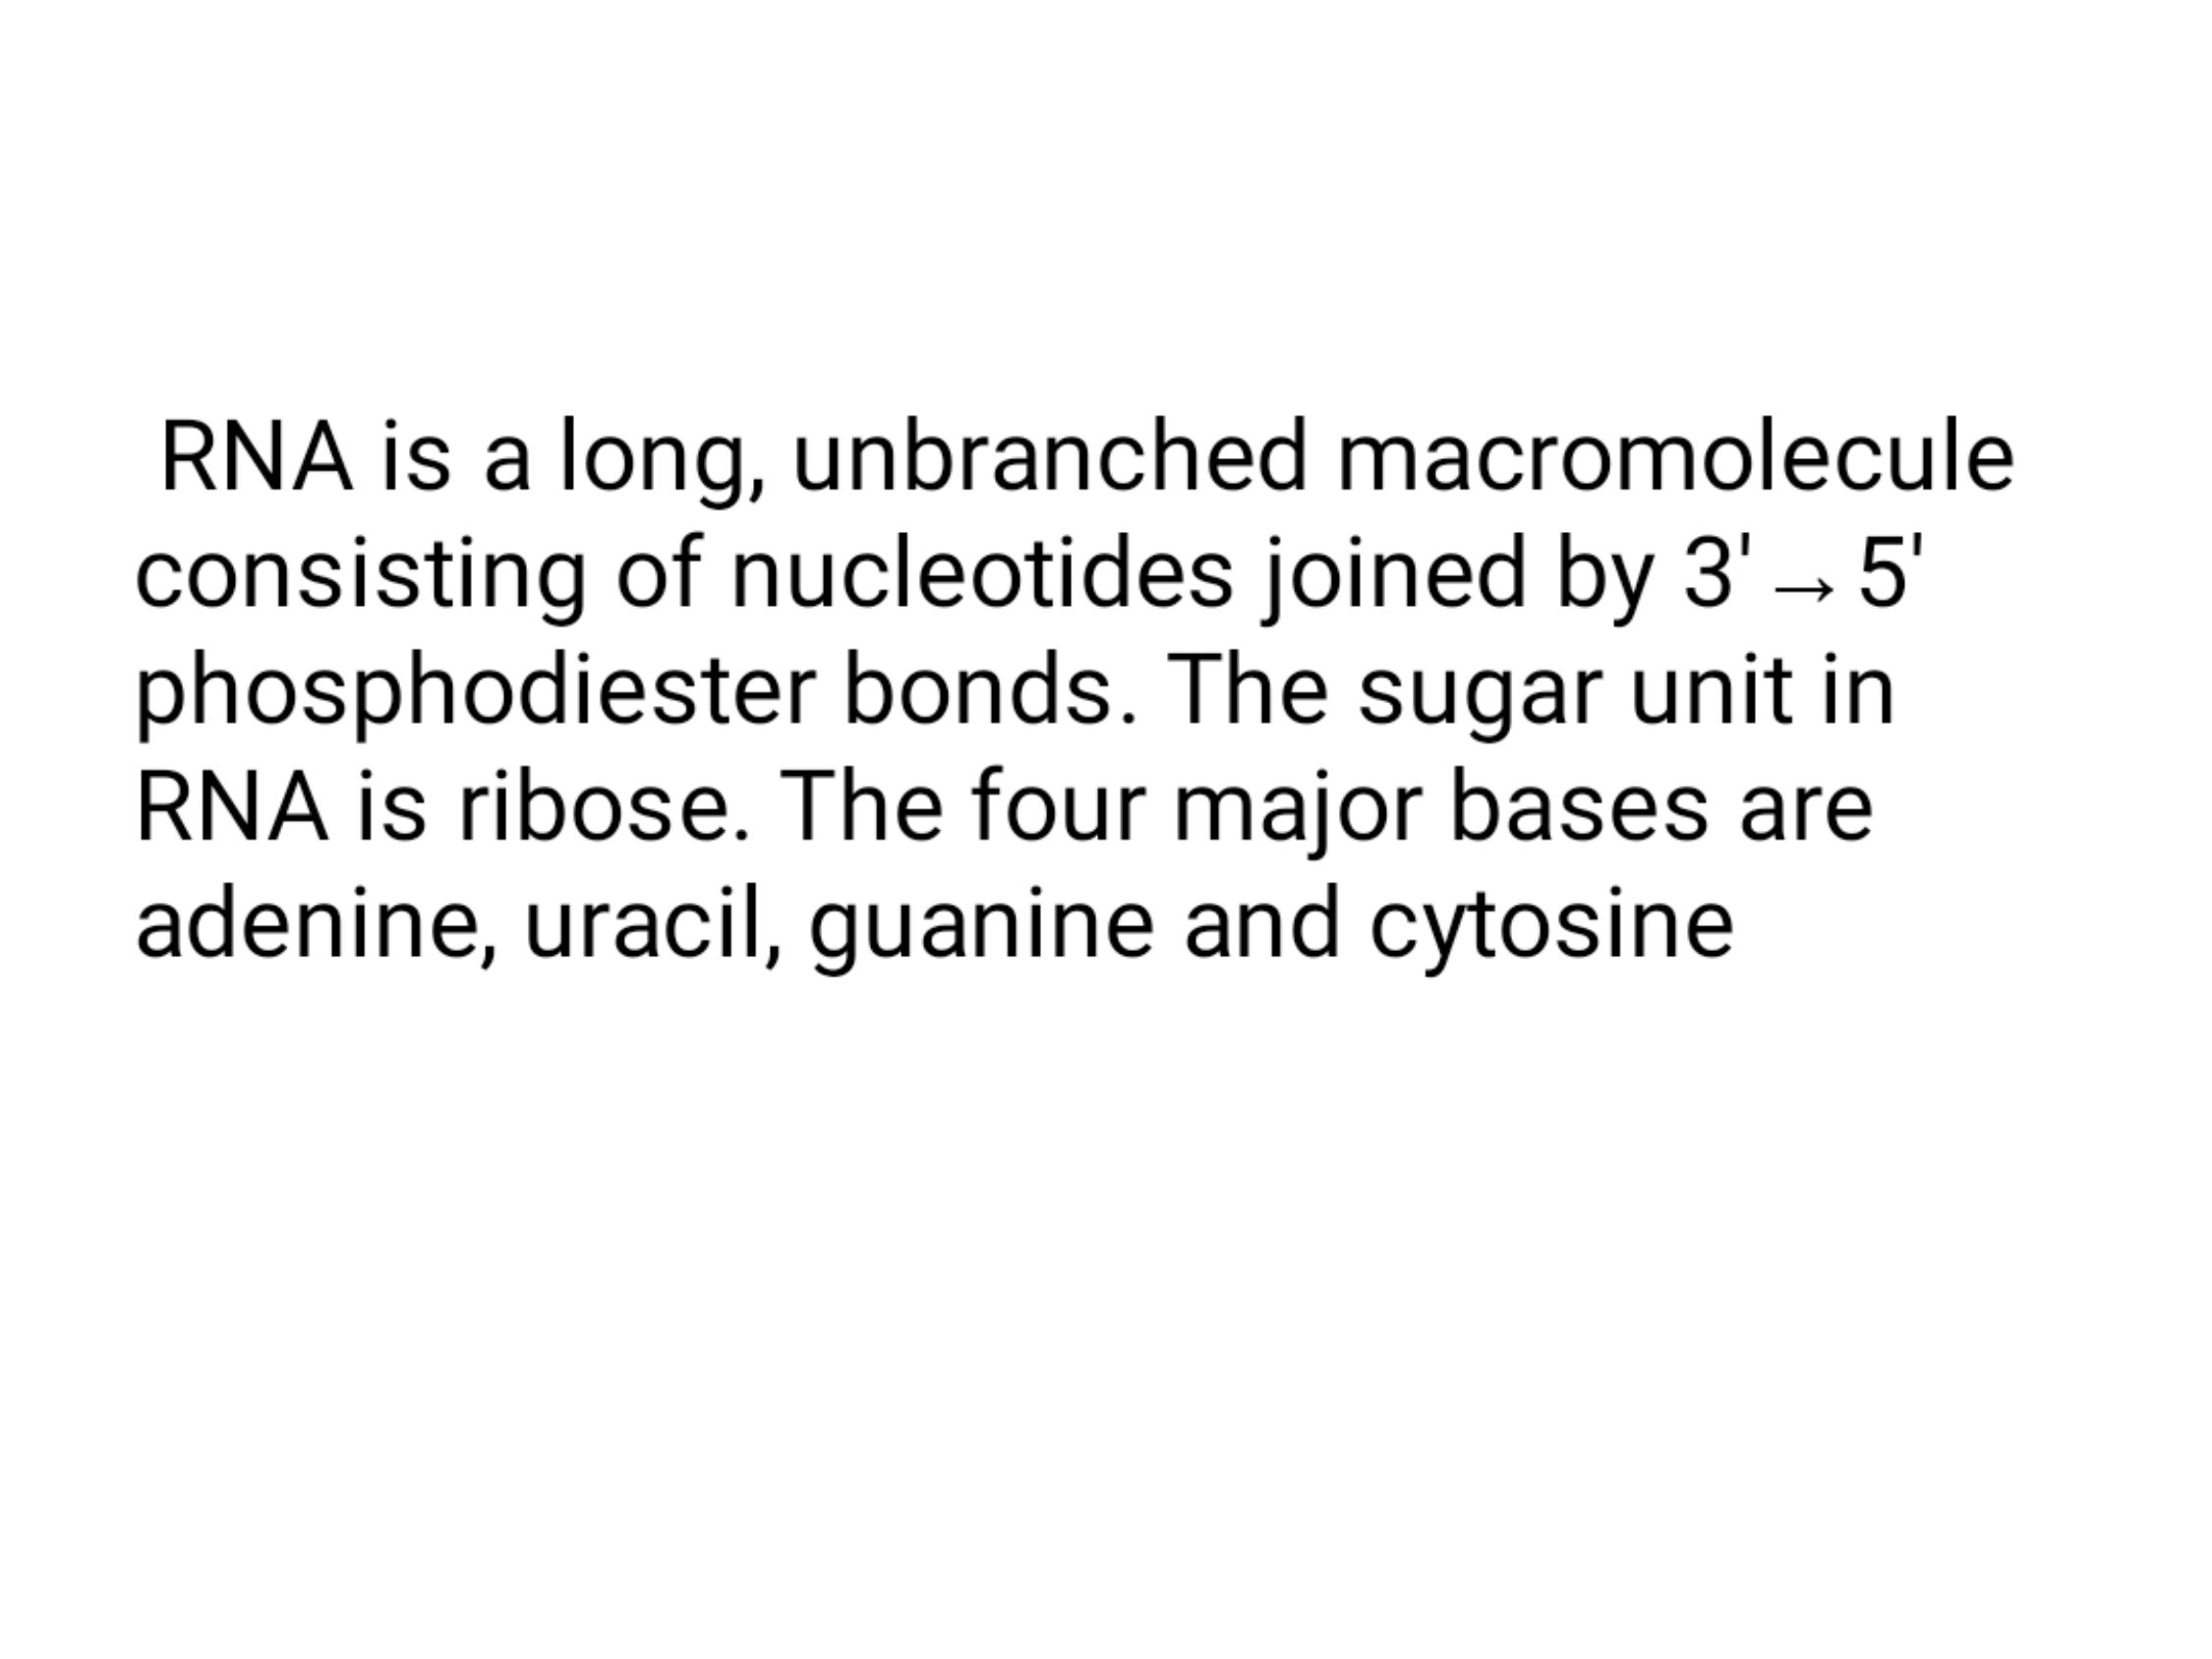 RNA is a long, unbranched macromolecule
consisting of nucleotides joined by 3' → 5'
phosphodiester bonds. The sugar unit in
RNA is ribose. The four major bases are
adenine, uracil, guanine and cytosine